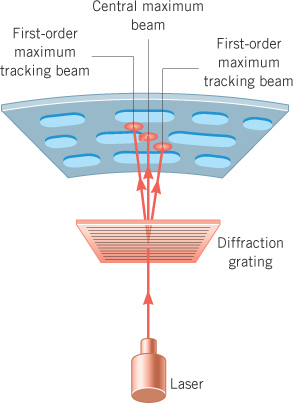 Central maximum
beam
First-order
maximum
tracking beam
First-order
maximum
tracking beam
Diffraction
grating
Laser